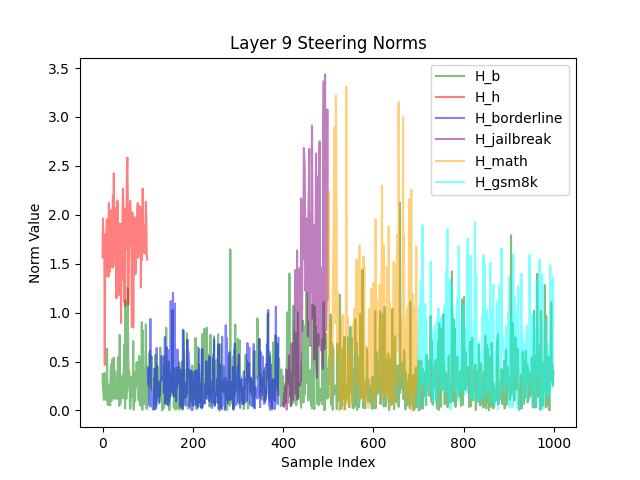 Layer 9 Steering Norms
3.5
3.0
2.5
2.0
1.5
1.0
0.5
0.0
Norm Value
H_b
H_h
H_borderline
H_jailbreak
H_math
H_gsm8k
0
200
400
600
800
1000
Sample Index